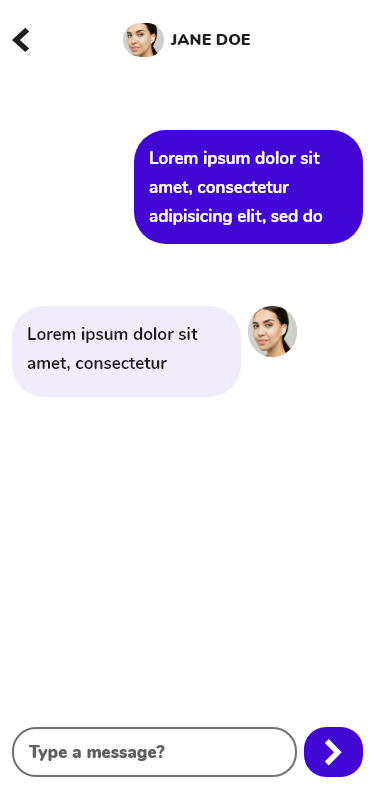 JANE DOE
Lorem ipsum dolor sit
amet, consectetur
adipisicing elit, sed do
Lorem ipsum dolor sit
amet, consectetur
Type a message?